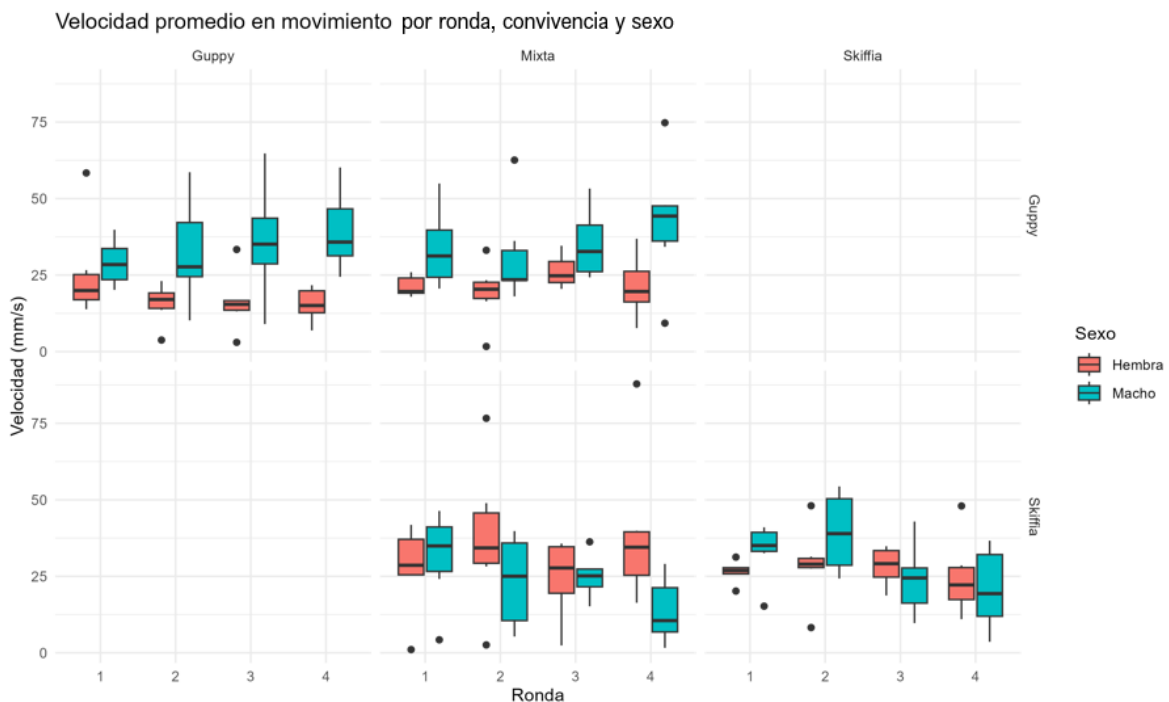 Velocidad promedio en movimiento por ronda, convivencia y sexo
Guppy Mixta Skiffia
75
50
25
0
Guppy
75
50
25
0
Skiffia
Velocidad (mm/s)
1 2 3 4 1 2 3 4 1 2 3 4
Ronda
Sexo
Hembra
Macho